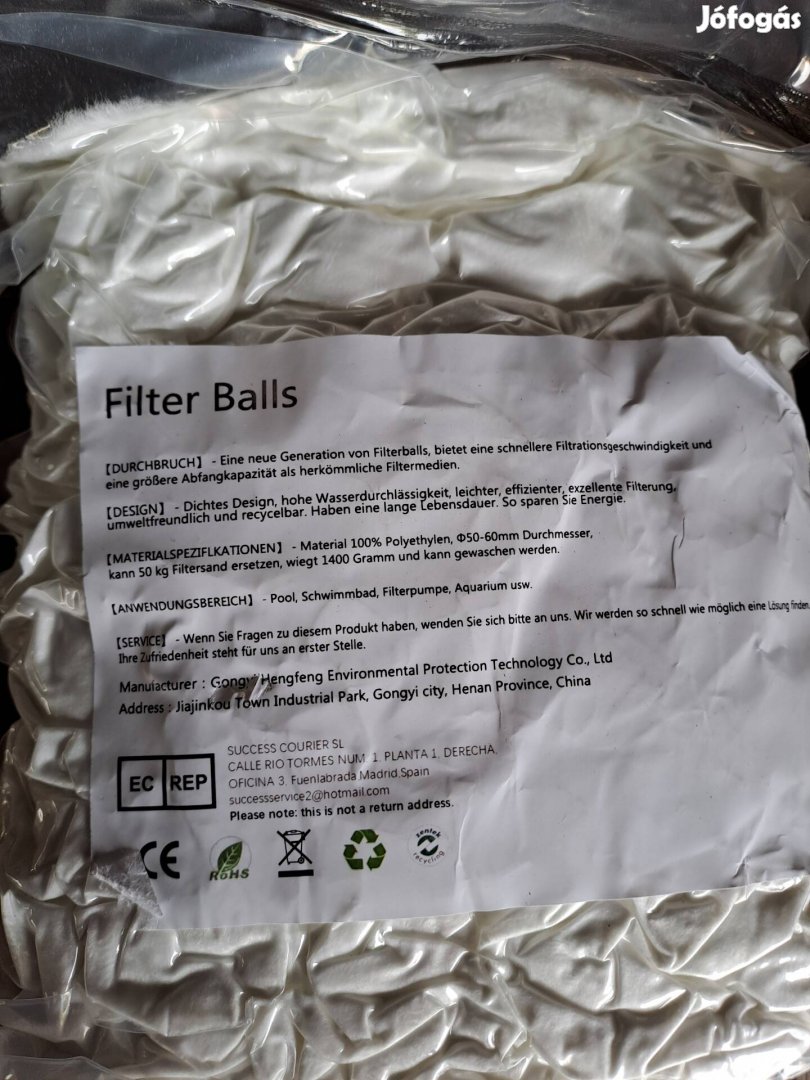 Jófogás
Filter Balls
【DURCHBRUCH】 - Eine neue Generation von Filterballs, bietet eine schnellere Filtrationsgeschwindigkeit und
eine größere Abfangkapazität als herkömmliche Filtermedien.
【DESIGN】 - Dichtes Design, hohe Wasserdurchlässigkeit, leichter, effizienter, exzellente Filterung,
umweltfreundlich und recycelbar. Haben eine lange Lebensdauer. So sparen Sie Energie.
【MATERIALSPEZIFLKATIONEN】 - Material 100% Polyethylen, Φ50-60mm Durchmesser,
kann 50 kg Filtersand ersetzen, wiegt 1400 Gramm und kann gewaschen werden.
【ANWENDUNGSBEREICH】 - Pool, Schwimmbad, Filterpumpe, Aquarium usw.
【SERVICE】 - Wenn Sie Fragen zu diesem Produkt haben, wenden Sie sich bitte an uns. Wir werden so schnell wie möglich eine Lösung finden.
Ihre Zufriedenheit steht für uns an erster Stelle.
Manufacturer : Gongyi Hengfeng Environmental Protection Technology Co., Ltd
Address : Jiajinkou Town Industrial Park, Gongyi city, Henan Province, China
EC REP
SUCCESS COURIER SL
CALLE RIO TORMES NUM. 1. PLANTA 1. DERECHA.
OFICINA 3. Fuenlabrada Madrid,Spain
successservice2@hotmail.com
Please note: this is not a return address.
CE
RoHS
zentek
recycling